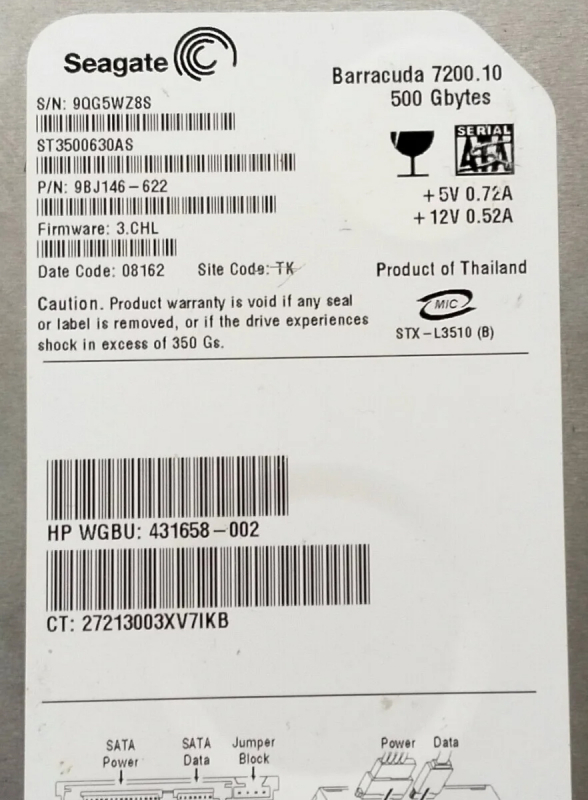 Seagate
Barracuda 7200.10
500 Gbytes
S/N: 9QG5WZ8S
ST3500630AS
SERIAL
SATA
P/N: 9BJ146-622
+5V 0.72A
+12V 0.52A
Firmware: 3.CHL
Date Code: 08162 Site Code: TK
Product of Thailand
Caution. Product warranty is void if any seal
or label is removed, or if the drive experiences
shock in excess of 350 Gs.
MIC
STX-L3510 (B)
HP WGBU: 431658-002
CT: 27213003XV7IKB
SATA Power
SATA Data
Jumper Block
Power
Data